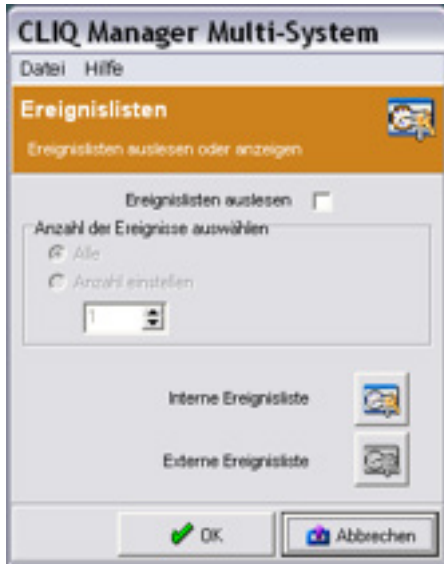 CLIQ Manager Multi-System
Datei Hilfe
Ereignislisten
Ereignislisten auslesen oder anzeigen
Ereignislisten auslesen
Anzahl der Ereignisse auswählen
Alle
Anzahl einstellen
1
Interne Ereignisliste
Externe Ereignisliste
OK Abbrechen